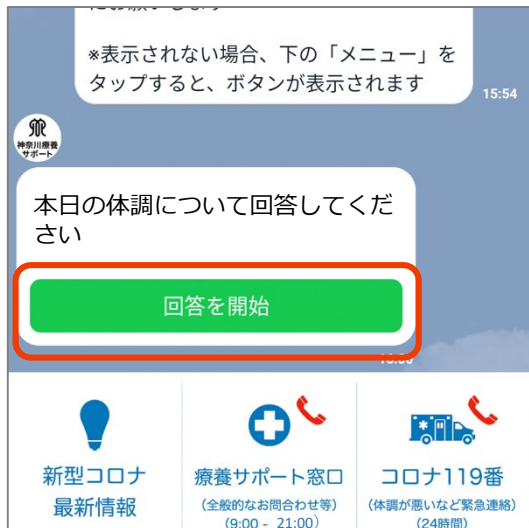 ※表示されない場合、下の「メニュー」を
タップすると、ボタンが表示されます
15:54
神奈川療養
サポート
本日の体調について回答してくだ
さい
回答を開始
新型コロナ
最新情報
療養サポート窓口
(全般的なお問合わせ等)
(9:00 - 21:00)
コロナ119番
(体調が悪いなど緊急連絡)
(24時間)